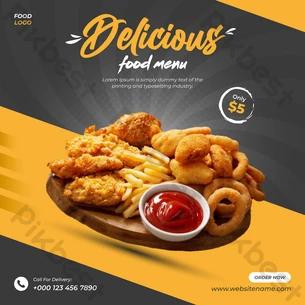 FOOD
LOGO
Delicious
food menu
Lorem Ipsum is simply dummy text of the
printing and typesetting industry.
Only
$5
Call For Delivery:
+000 123 456 7890
ORDER NOW
www.websitename.com
pikbest